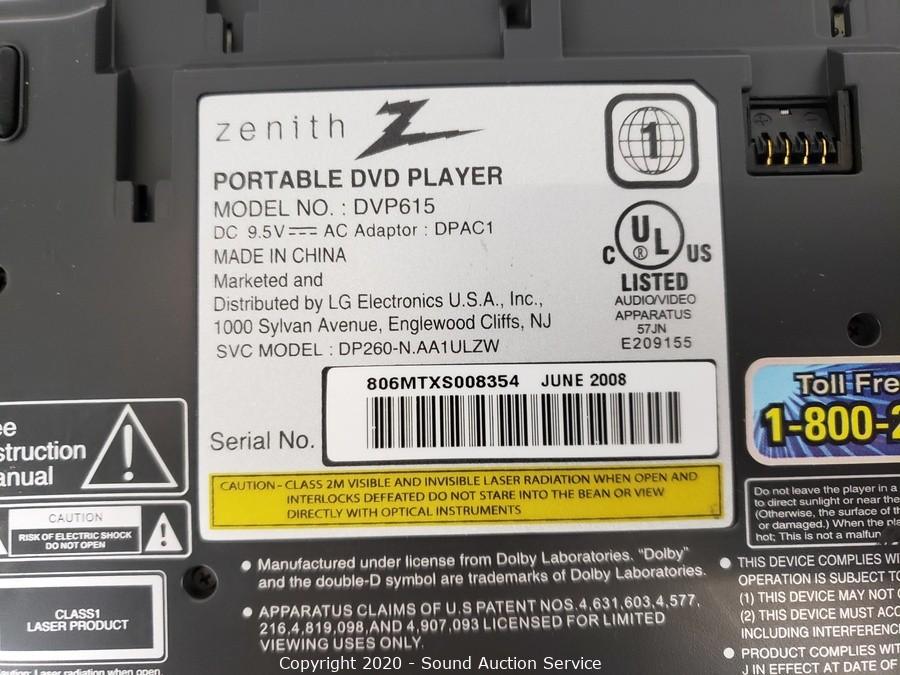 zenith
PORTABLE DVD PLAYER
MODEL NO. : DVP615
DC 9.5V AC Adaptor : DPAC1
MADE IN CHINA
Marketed and
Distributed by LG Electronics U.S.A., Inc.,
1000 Sylvan Avenue, Englewood Cliffs, NJ
SVC MODEL : DP260-N.AA1ULZW
1
C UL ® US
LISTED
AUDIO/VIDEO
APPARATUS
57JN
E209155
806MTXS008354 JUNE 2008
Serial No.
CAUTION - CLASS 2M VISIBLE AND INVISIBLE LASER RADIATION WHEN OPEN AND
INTERLOCKS DEFEATED DO NOT STARE INTO THE BEAN OR VIEW
DIRECTLY WITH OPTICAL INSTRUMENTS
Toll Fre
1-800-2
Do not leave the player in a
to direct sunlight or near the
(Otherwise, the surface of th
or damaged.) When the pla
hot; This is not a malfun
ee
struction
anual
CAUTION
RISK OF ELECTRIC SHOCK
DO NOT OPEN
CLASS1
LASER PRODUCT
Caution: Laser radiation when open
● Manufactured under license from Dolby Laboratories. “Dolby”
and the double-D symbol are trademarks of Dolby Laboratories.
● APPARATUS CLAIMS OF U.S PATENT NOS.4,631,603,4,577,
216,4,819,098,AND 4,907,093 LICENSED FOR LIMITED
VIEWING USES ONLY.
● THIS DEVICE COMPLIES WI
OPERATION IS SUBJECT TO
(1) THIS DEVICE MAY NOT
(2) THIS DEVICE MUST ACC
INCLUDING INTERFEREN
● PRODUCT COMPLIES WIT
J IN EFFECT AT DATE OF
Copyright 2020 - Sound Auction Service